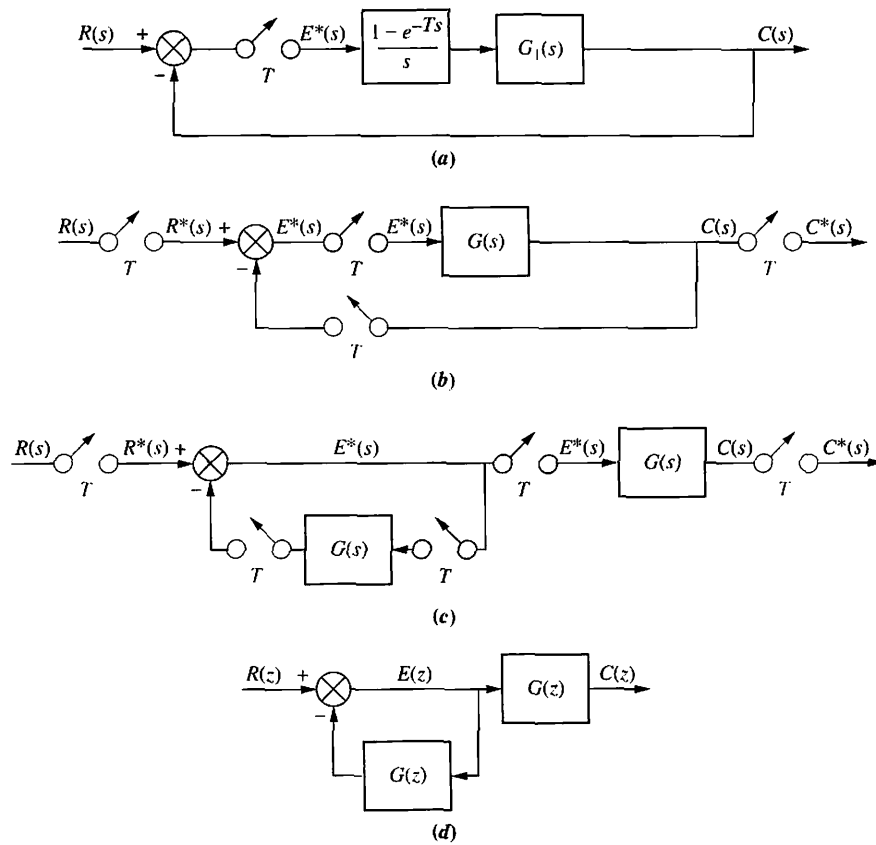 R(s) + E*(s) 1 − e^−Ts / s G₁(s) C(s)
− T
(a)
R(s) R*(s) + E*(s) E*(s) G(s) C(s) C*(s)
T − T T
T
(b)
R(s) R*(s) + E*(s) E*(s) G(s) C(s) C*(s)
T − T
G(s)
T T
(c)
R(z) + E(z) G(z) C(z)
−
G(z)
(d)